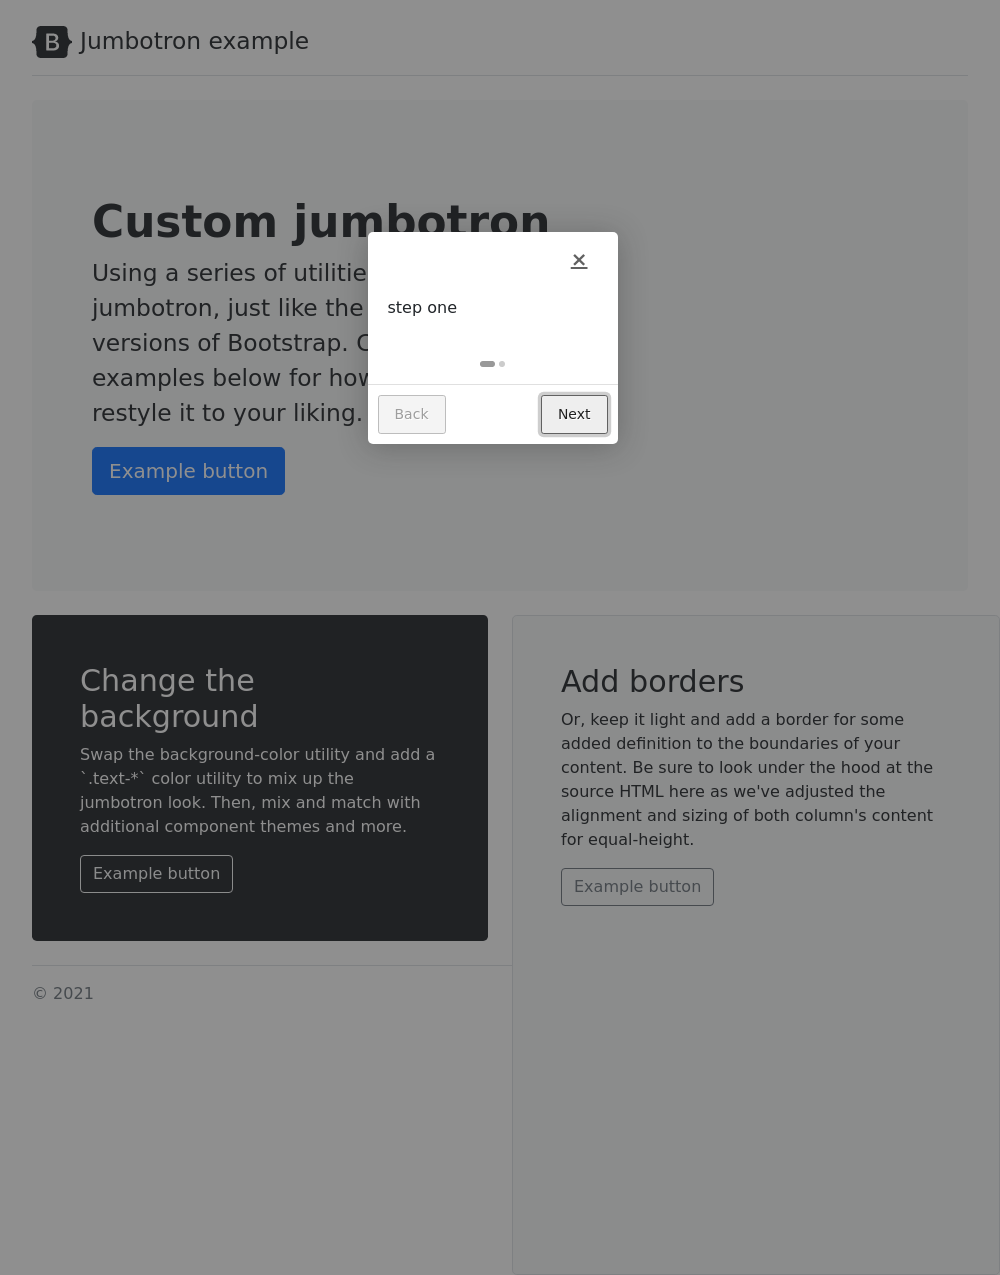 B Jumbotron example
Custom jumbotron
Using a series of utilitie
jumbotron, just like the
versions of Bootstrap. C
examples below for how
restyle it to your liking.
Example button
×
step one
Back
Next
Change the
background
Swap the background-color utility and add a
`.text-*` color utility to mix up the
jumbotron look. Then, mix and match with
additional component themes and more.
Example button
Add borders
Or, keep it light and add a border for some
added definition to the boundaries of your
content. Be sure to look under the hood at the
source HTML here as we've adjusted the
alignment and sizing of both column's content
for equal-height.
Example button
© 2021